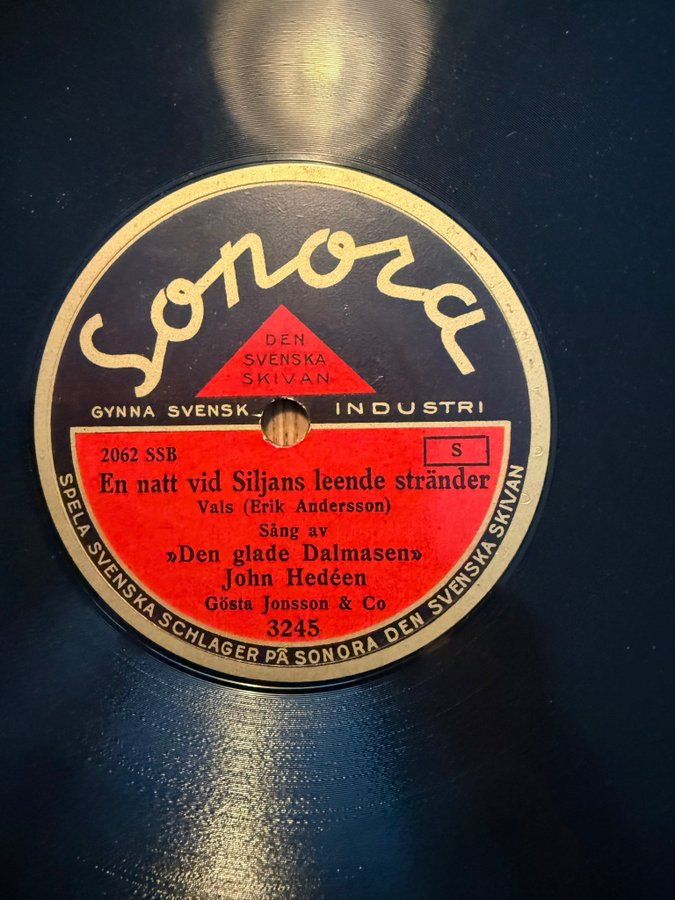 Sonora
DEN
SVENSKA
SKIVAN
GYNNA SVENSK INDUSTRI
2062 SSB
S
En natt vid Siljans leende stränder
Vals (Erik Andersson)
Sång av
»Den glade Dalmasen»
John Hedéen
Gösta Jonsson & Co
3245
SPELA SVENSKA SCHLAGER PÅ SONORA DEN SVENSKA SKIVAN